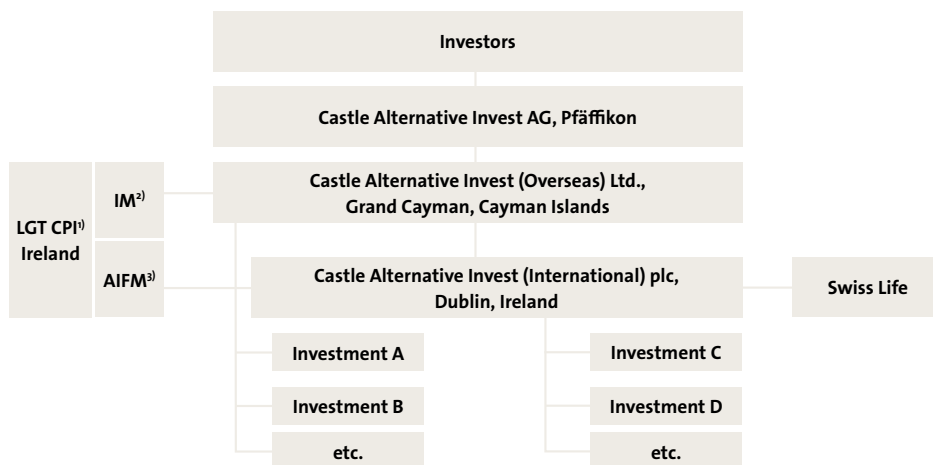 Investors
Castle Alternative Invest AG, Pfäffikon
Castle Alternative Invest (Overseas) Ltd.,
Grand Cayman, Cayman Islands
LGT CPI¹⁾
Ireland
IM²⁾
AIFM³⁾
Castle Alternative Invest (International) plc,
Dublin, Ireland
Swiss Life
Investment A
Investment C
Investment B
Investment D
etc.
etc.